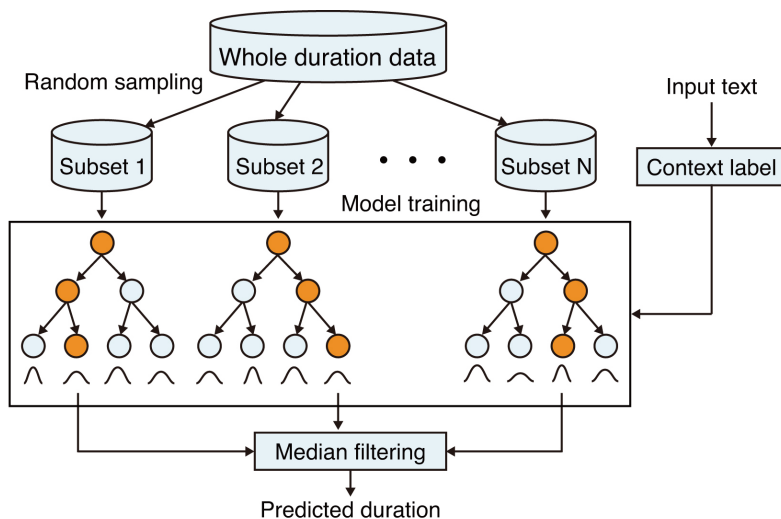 Whole duration data
Random sampling
Input text
Subset 1
Subset 2
• • •
Subset N
Context label
Model training
Median filtering
Predicted duration